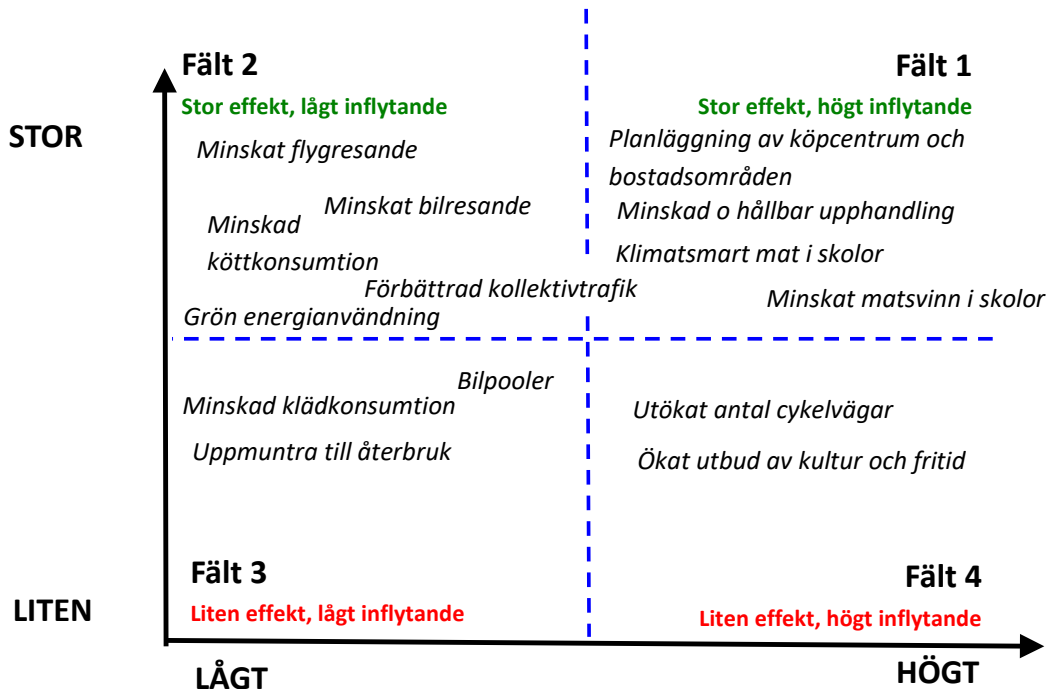 Fält 2
Fält 1
Stor effekt, lågt inflytande
Stor effekt, högt inflytande
STOR
Minskat flygresande
Planläggning av köpcentrum och
bostadsområden
Minskat bilresande
Minskad o hållbar upphandling
Minskad
köttkonsumtion
Klimatsmart mat i skolor
Förbättrad kollektivtrafik
Minskat matsvinn i skolor
Grön energianvändning
Bilpooler
Minskad klädkonsumtion
Utökat antal cykelvägar
Uppmuntra till återbruk
Ökat utbud av kultur och fritid
Fält 3
Fält 4
LITEN
Liten effekt, lågt inflytande
Liten effekt, högt inflytande
LÅGT
HÖGT